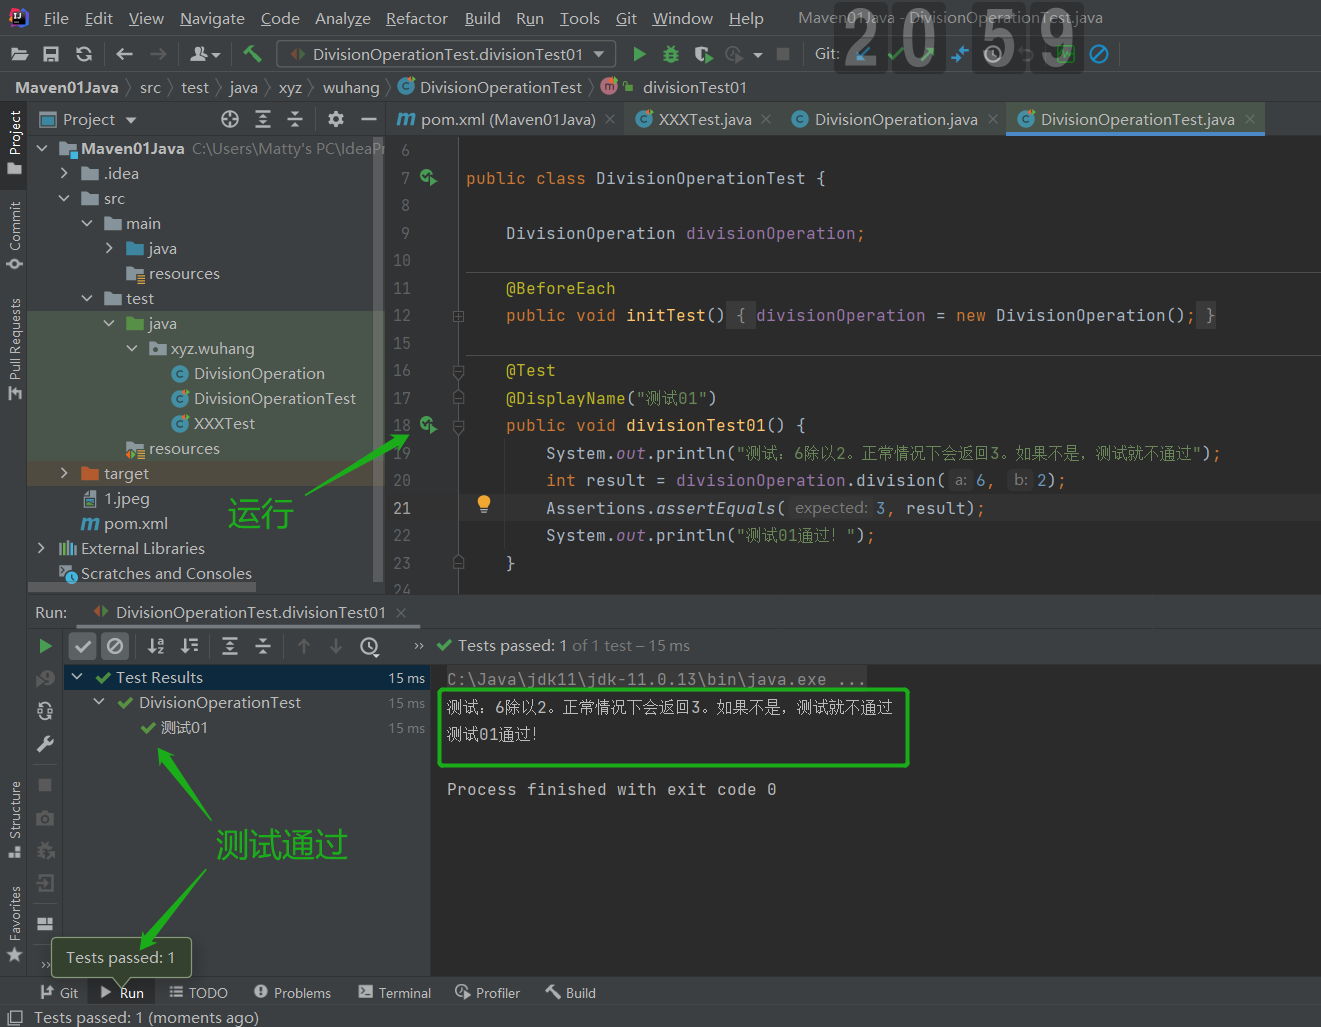 File Edit View Navigate Code Analyze Refactor Build Run Tools Git Window Help Maven01Java - DivisionOperationTest.java
20 59
DivisionOperationTest.divisionTest01 Git:
Maven01Java src test java xyz wuhang DivisionOperationTest divisionTest01
Project
Commit
Pull Requests
Structure
Favorites
Project
pom.xml (Maven01Java) XXXTest.java DivisionOperation.java DivisionOperationTest.java
Maven01Java C:\Users\Matty's PC\IdeaPr
.idea
src
main
java
resources
test
java
xyz.wuhang
DivisionOperation
DivisionOperationTest
XXXTest
resources
target
1.jpeg
pom.xml
External Libraries
Scratches and Consoles
6
7 public class DivisionOperationTest {
8
9 DivisionOperation divisionOperation;
10
11 @BeforeEach
12 public void initTest() { divisionOperation = new DivisionOperation(); }
15
16 @Test
17 @DisplayName("测试01")
18 public void divisionTest01() {
19 System.out.println("测试：6除以2。正常情况下会返回3。如果不是，测试就不通过");
20 int result = divisionOperation.division( a: 6, b: 2);
21 Assertions.assertEquals( expected: 3, result);
22 System.out.println("测试01通过！");
23 }
24
运行
Run: DivisionOperationTest.divisionTest01
Tests passed: 1 of 1 test – 15 ms
Test Results 15 ms
DivisionOperationTest 15 ms
测试01 15 ms
C:\Java\jdk11\jdk-11.0.13\bin\java.exe ...
测试：6除以2。正常情况下会返回3。如果不是，测试就不通过
测试01通过！
Process finished with exit code 0
测试通过
Tests passed: 1
Git Run TODO Problems Terminal Profiler Build
Tests passed: 1 (moments ago)